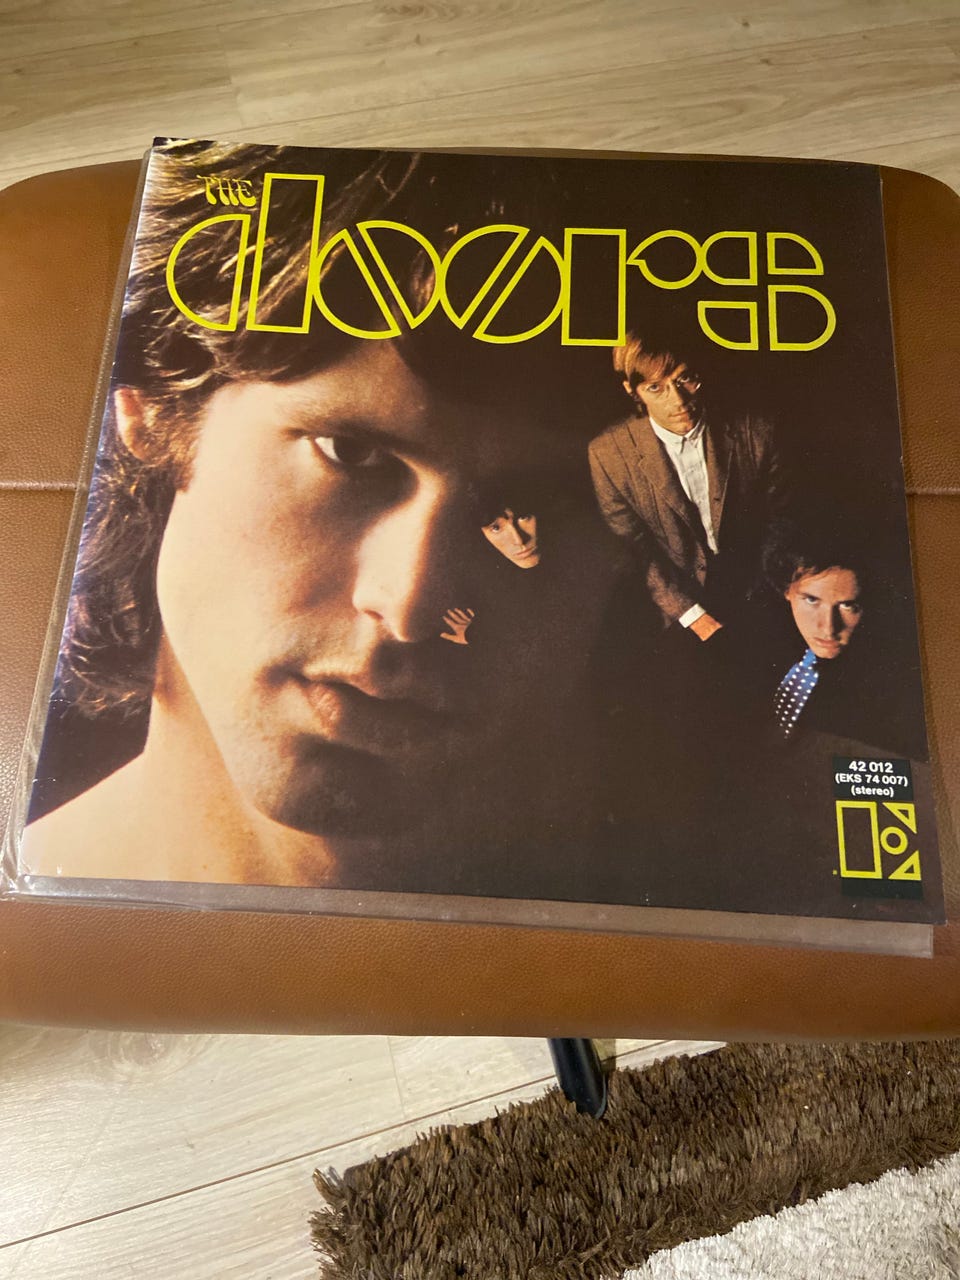 THE
doors
42 012
(EKS 74 007)
(stereo)